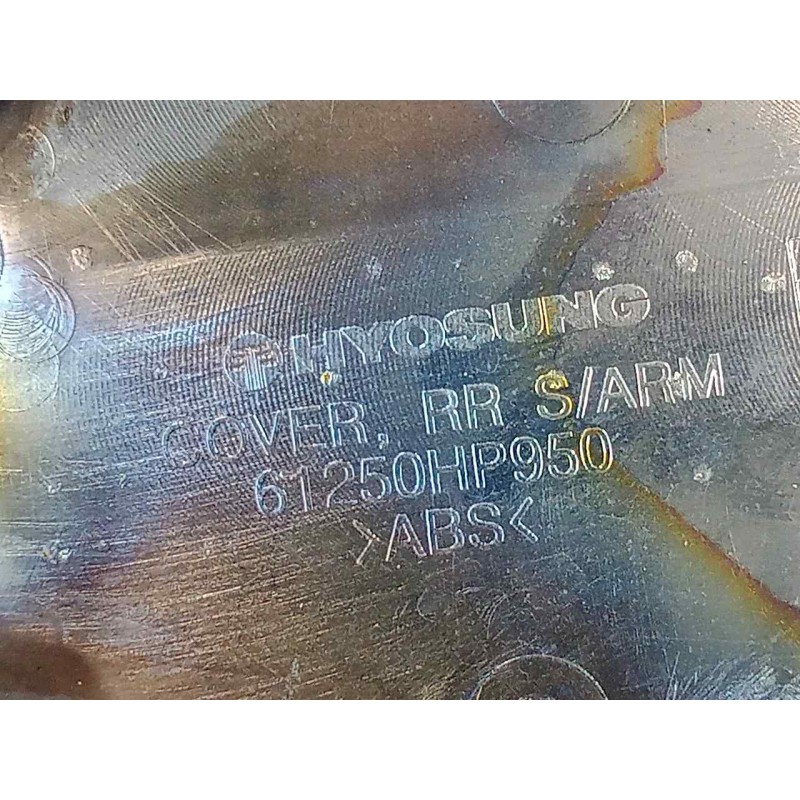 HYOSUNG
COVER, RR S/ARM
61250HP950
>ABS<